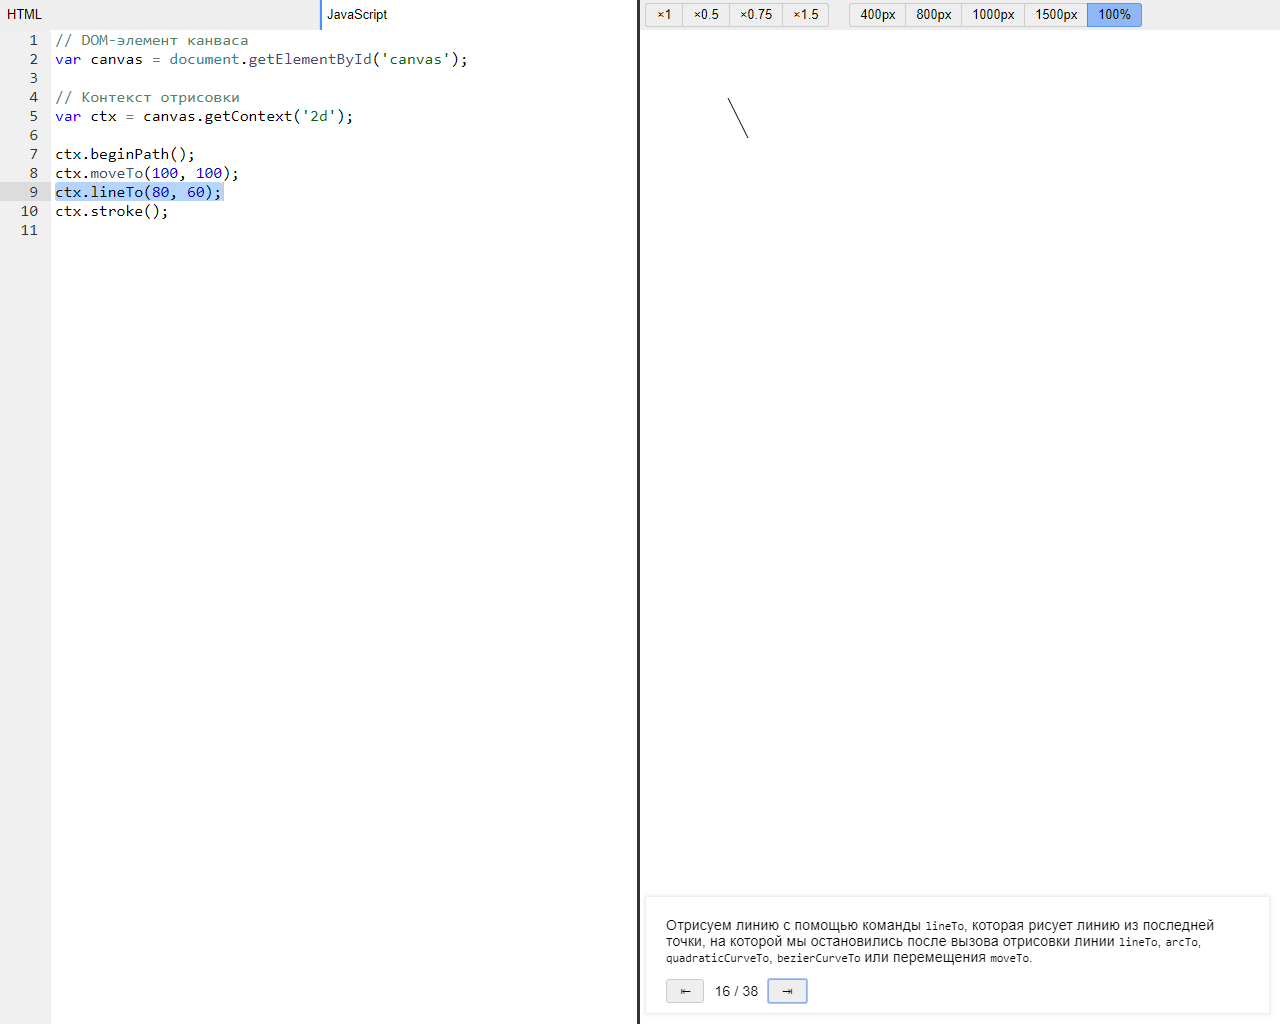 HTML
JavaScript
×1 ×0.5 ×0.75 ×1.5 400px 800px 1000px 1500px 100%
1 // DOM-элемент канваса
2 var canvas = document.getElementById('canvas');
3
4 // Контекст отрисовки
5 var ctx = canvas.getContext('2d');
6
7 ctx.beginPath();
8 ctx.moveTo(100, 100);
9 ctx.lineTo(80, 60);
10 ctx.stroke();
11
Отрисуем линию с помощью команды lineTo, которая рисует линию из последней
точки, на которой мы остановились после вызова отрисовки линии lineTo, arcTo,
quadraticCurveTo, bezierCurveTo или перемещения moveTo.
⇤ 16 / 38 ⇥